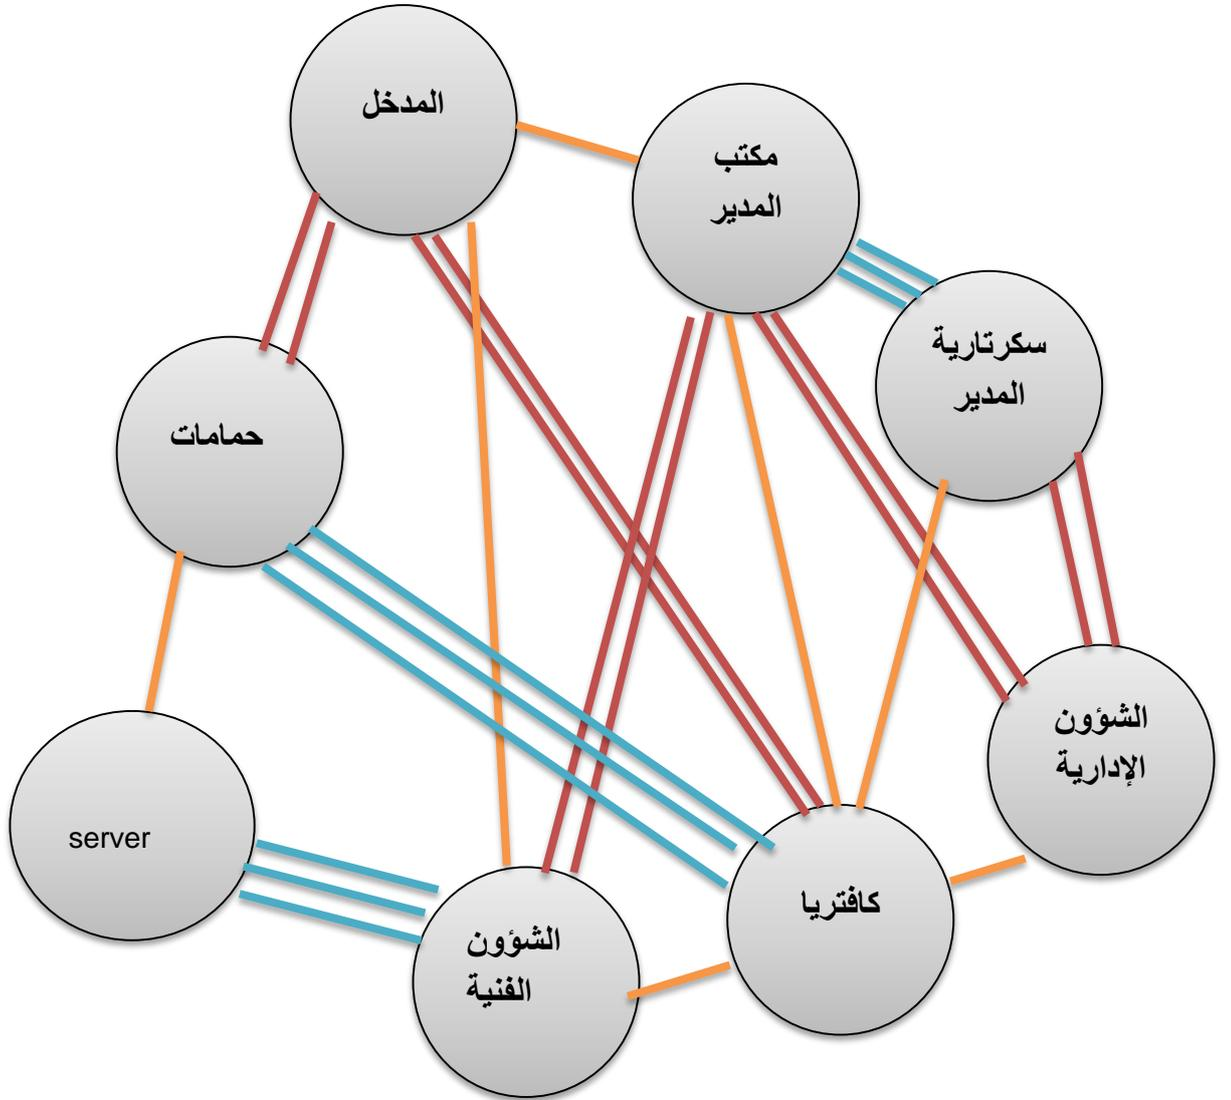 المدخل
مكتب
المدير
سكرتارية
المدير
حمامات
الشؤون
الإدارية
server
كافتريا
الشؤون
الفنية